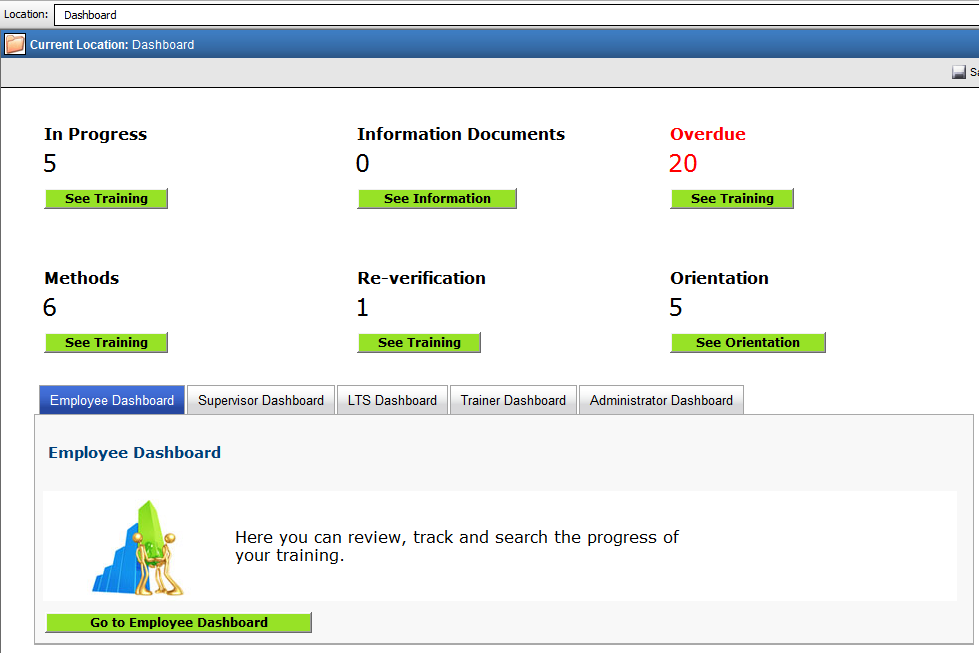 Location: Dashboard
Current Location: Dashboard
In Progress
5
See Training
Information Documents
0
See Information
Overdue
20
See Training
Methods
6
See Training
Re-verification
1
See Training
Orientation
5
See Orientation
Employee Dashboard
Supervisor Dashboard
LTS Dashboard
Trainer Dashboard
Administrator Dashboard
Employee Dashboard
Here you can review, track and search the progress of
your training.
Go to Employee Dashboard